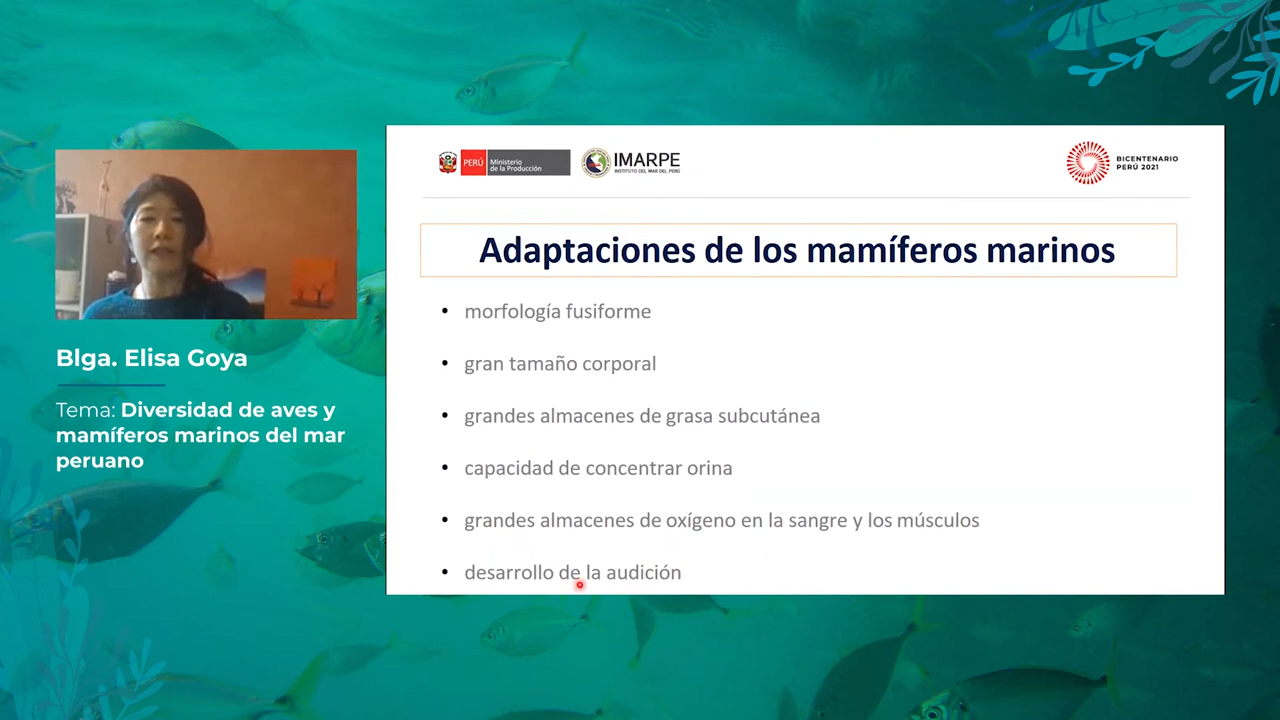 PERÚ
Ministerio
de la Producción
IMARPE
INSTITUTO DEL MAR DEL PERÚ
BICENTENARIO
PERÚ 2021
Adaptaciones de los mamíferos marinos
• morfología fusiforme
• gran tamaño corporal
• grandes almacenes de grasa subcutánea
• capacidad de concentrar orina
• grandes almacenes de oxígeno en la sangre y los músculos
• desarrollo de la audición
Blga. Elisa Goya
Tema: Diversidad de aves y
mamíferos marinos del mar
peruano